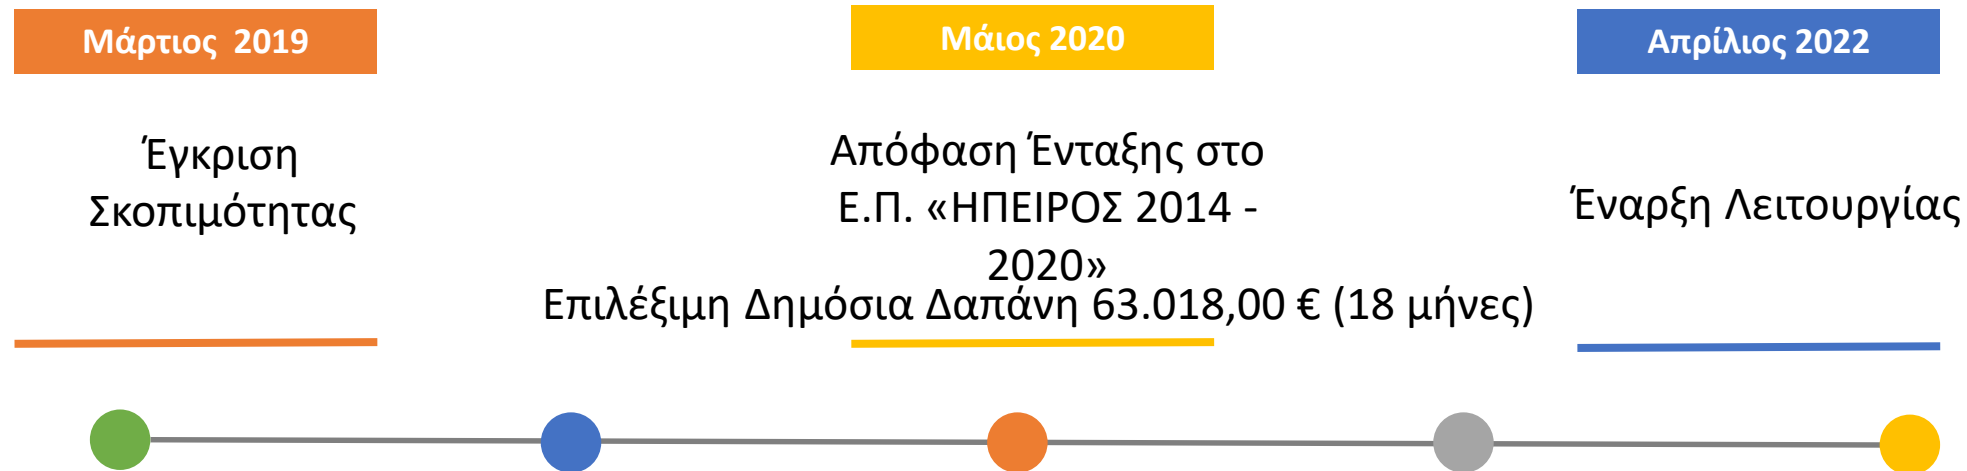 Μάρτιος 2019
Έγκριση
Σκοπιμότητας
Μάιος 2020
Απόφαση Ένταξης στο
Ε.Π. «ΗΠΕΙΡΟΣ 2014 -
2020»
Επιλέξιμη Δημόσια Δαπάνη 63.018,00 € (18 μήνες)
Απρίλιος 2022
Έναρξη Λειτουργίας